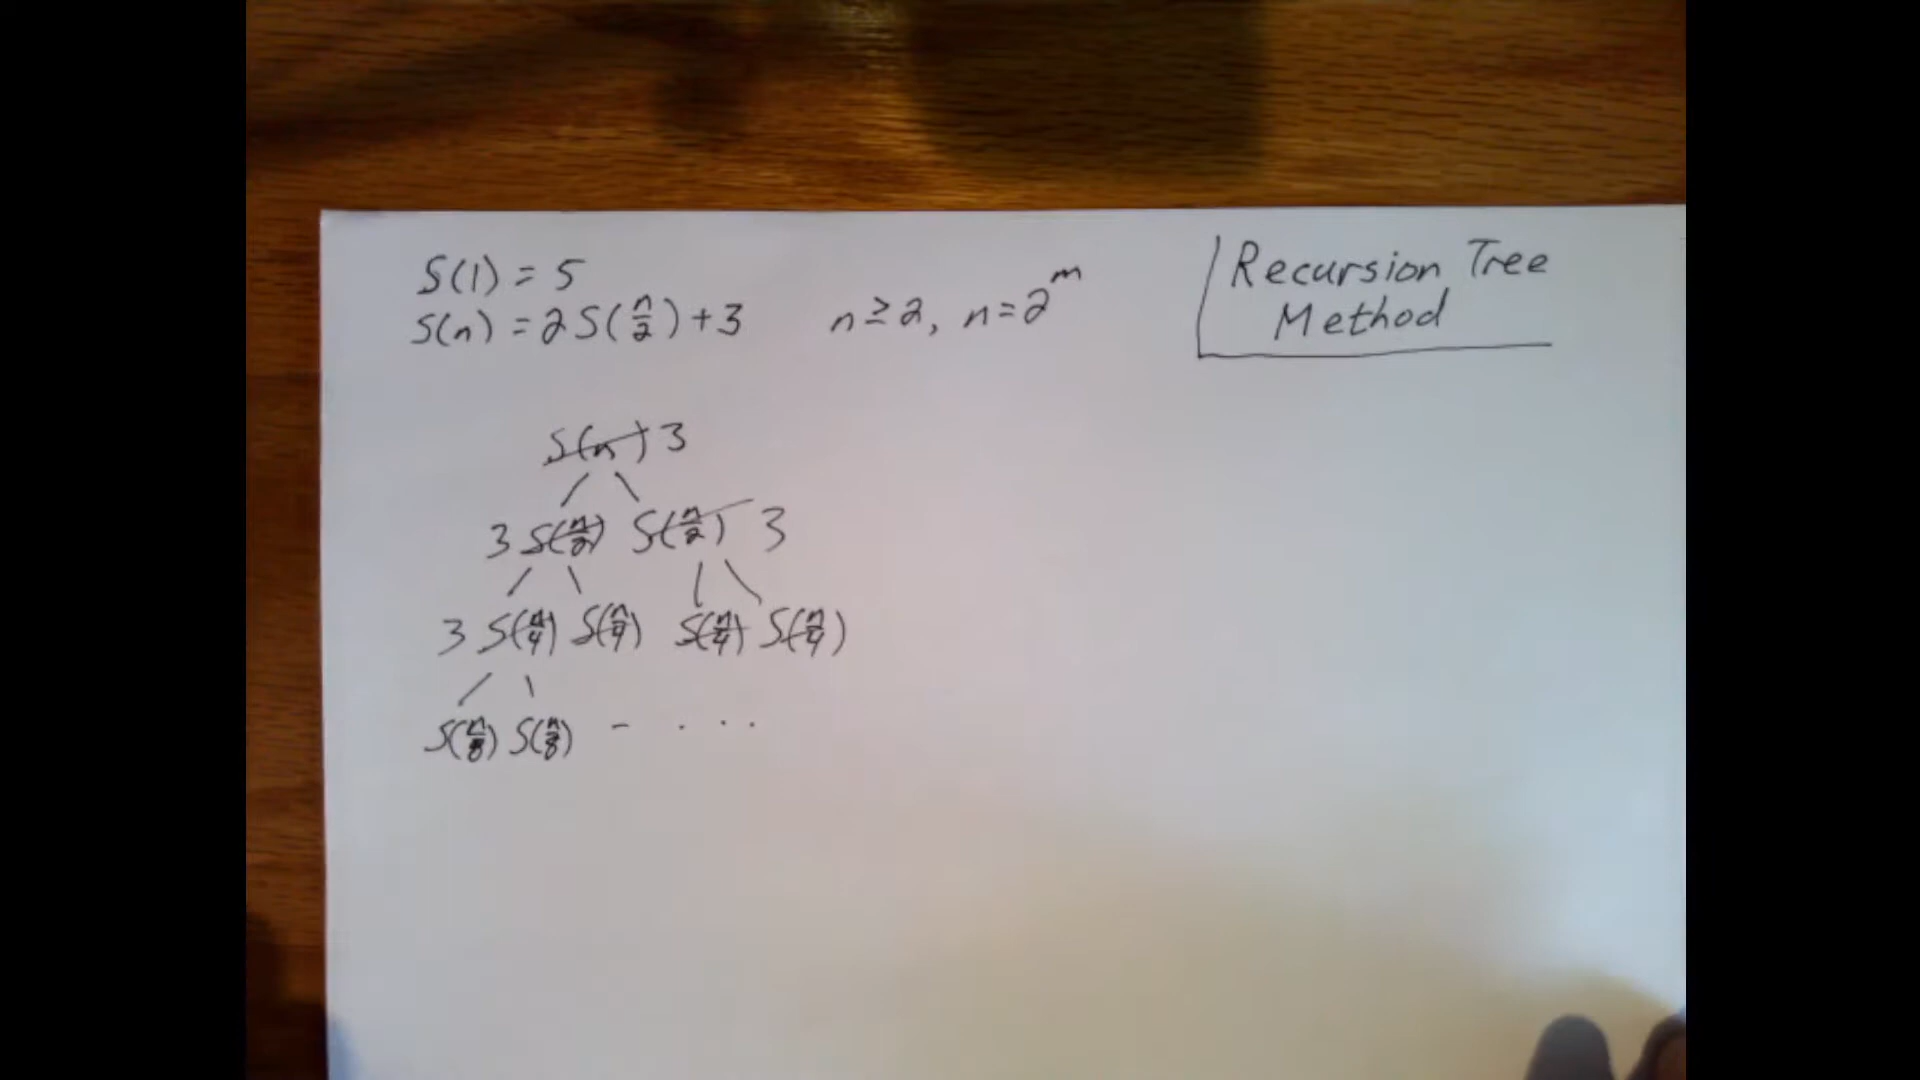 S(1) = 5
S(n) = 2S(n/2) + 3 n ≥ 2, n = 2^m
Recursion Tree
Method
S(n) 3
3 S(n/2) S(n/2) 3
3 S(n/4) S(n/4) S(n/4) S(n/4)
S(n/8) S(n/8) - . . .